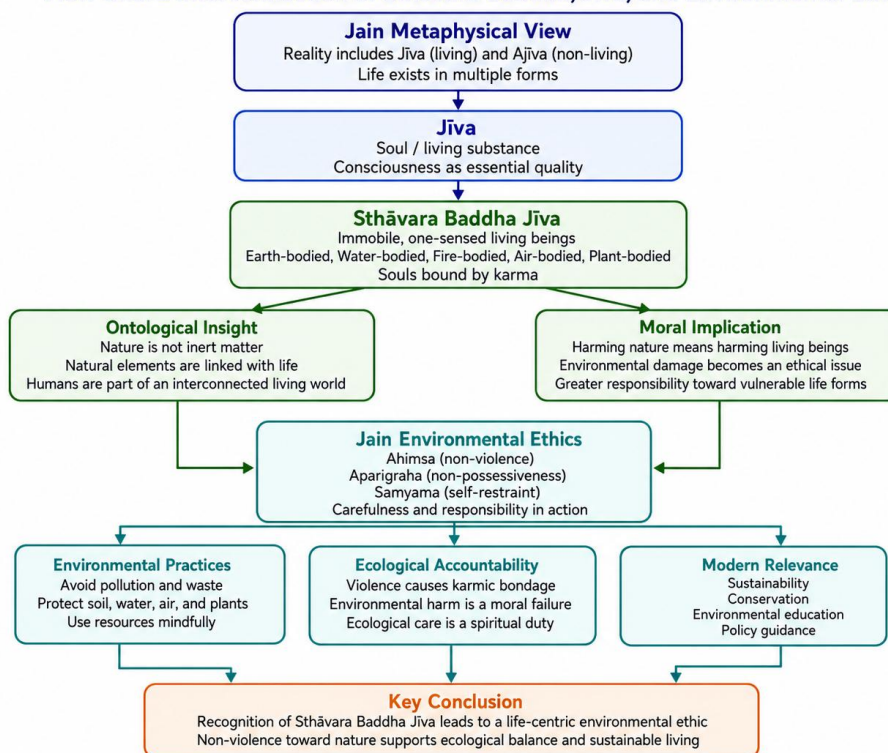 Jain Metaphysical View
Reality includes Jīva (living) and Ajīva (non-living)
Life exists in multiple forms
Jīva
Soul / living substance
Consciousness as essential quality
Sthāvara Baddha Jīva
Immobile, one-sensed living beings
Earth-bodied, Water-bodied, Fire-bodied, Air-bodied, Plant-bodied
Souls bound by karma
Ontological Insight
Nature is not inert matter
Natural elements are linked with life
Humans are part of an interconnected living world
Moral Implication
Harming nature means harming living beings
Environmental damage becomes an ethical issue
Greater responsibility toward vulnerable life forms
Jain Environmental Ethics
Ahimsa (non-violence)
Aparigraha (non-possessiveness)
Samyama (self-restraint)
Carefulness and responsibility in action
Environmental Practices
Avoid pollution and waste
Protect soil, water, air, and plants
Use resources mindfully
Ecological Accountability
Violence causes karmic bondage
Environmental harm is a moral failure
Ecological care is a spiritual duty
Modern Relevance
Sustainability
Conservation
Environmental education
Policy guidance
Key Conclusion
Recognition of Sthāvara Baddha Jīva leads to a life-centric environmental ethic
Non-violence toward nature supports ecological balance and sustainable living